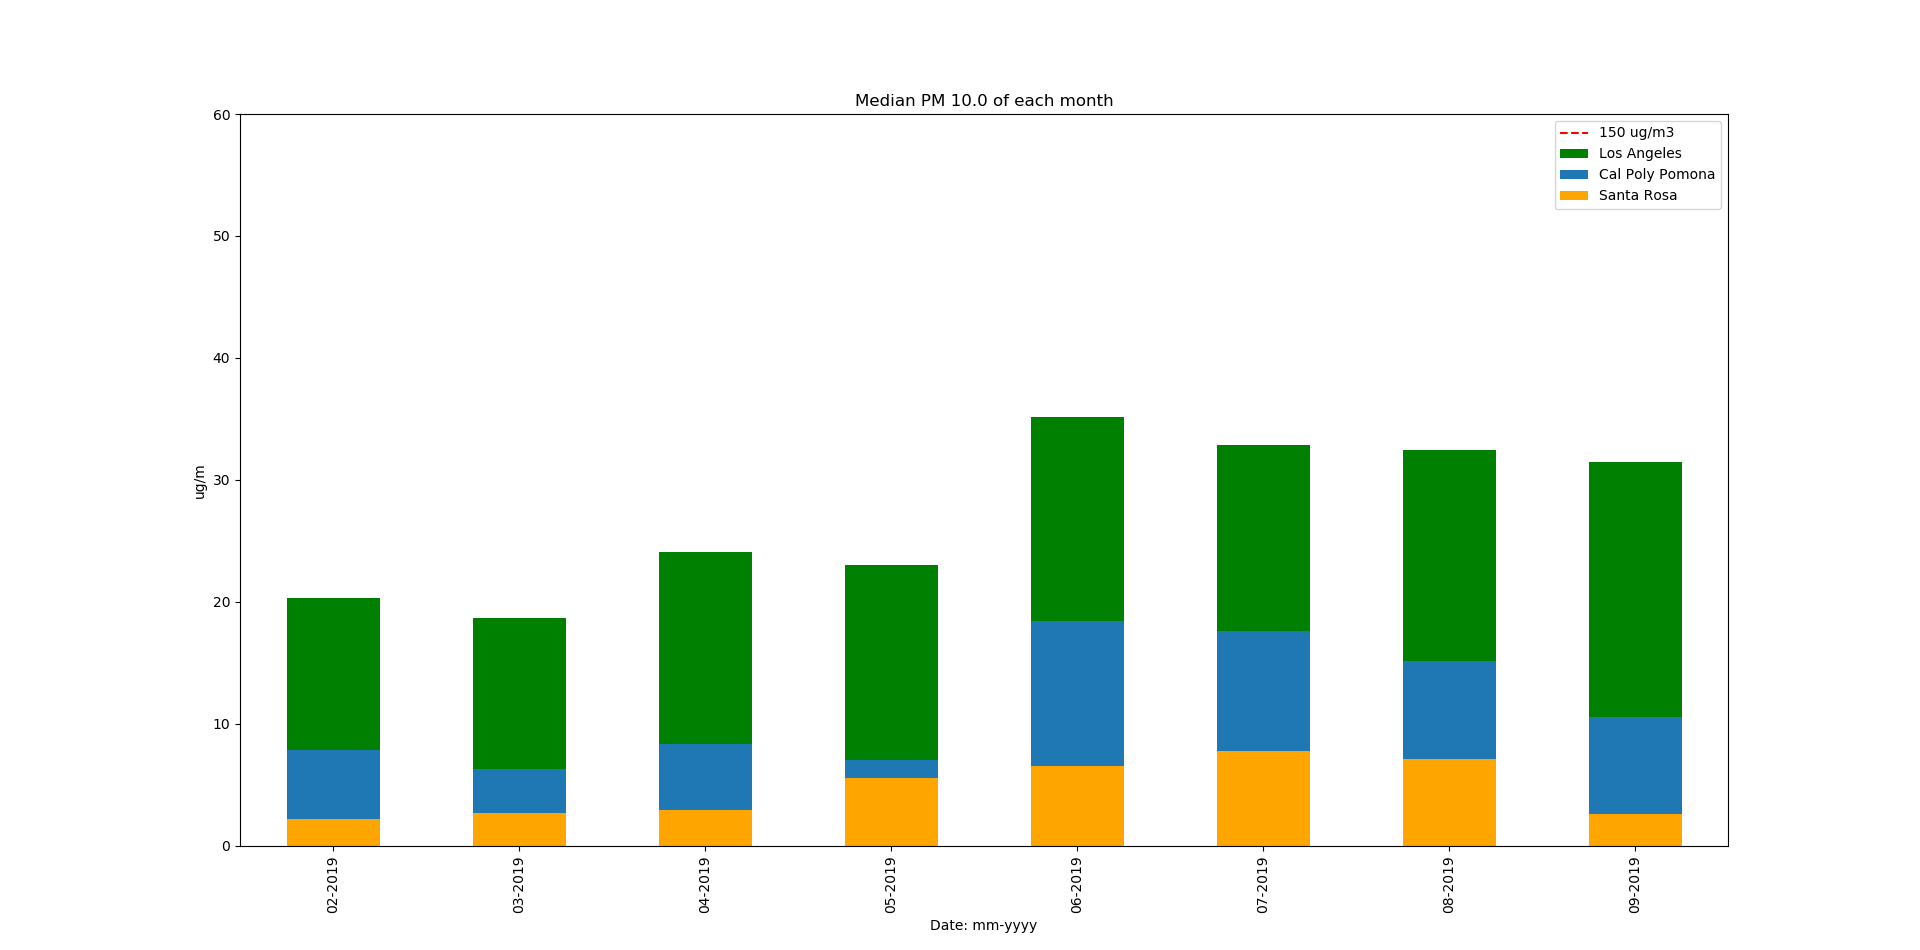 Median PM 10.0 of each month
150 ug/m3
Los Angeles
Cal Poly Pomona
Santa Rosa
60
50
40
30
20
10
0
ug/m
02-2019
03-2019
04-2019
05-2019
06-2019
07-2019
08-2019
09-2019
Date: mm-yyyy